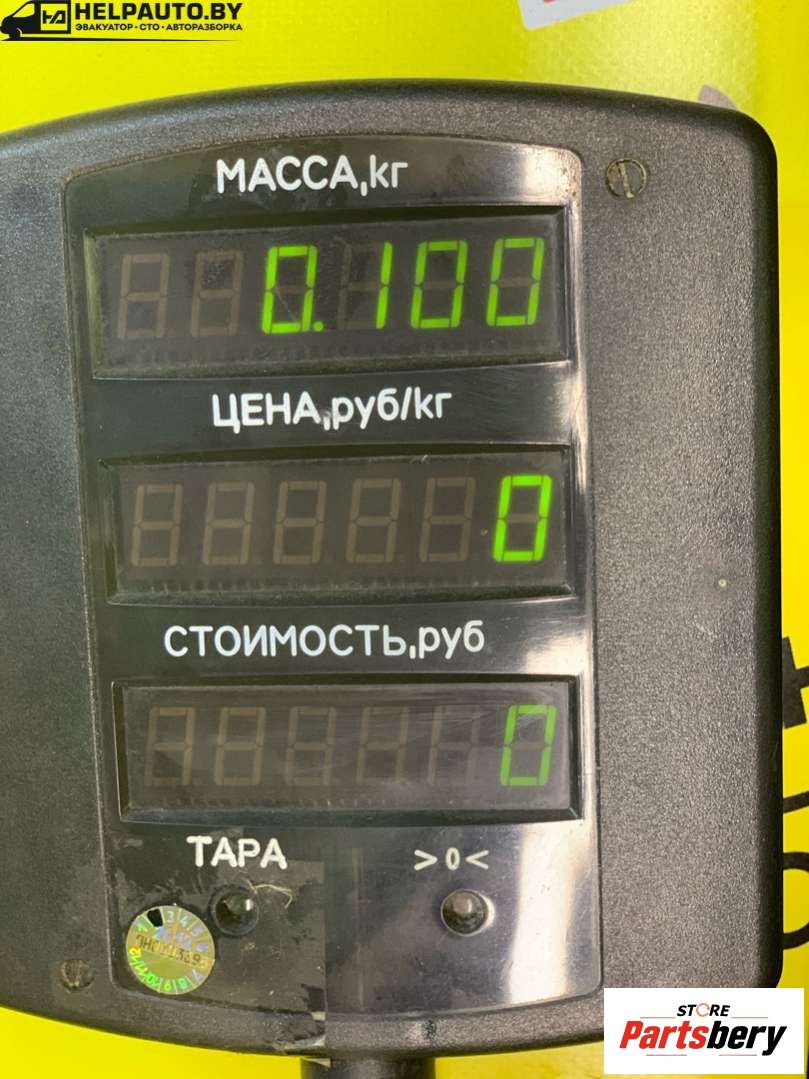 HELPAUTO.BY
ЭВАКУАТОР • СТО • АВТОРАЗБОРКА
МАССА,kг
0.100
ЦЕНА,руб/кг
0
СТОИМОСТЬ,руб
0
ТАРА
>0<
STORE
Partsbery